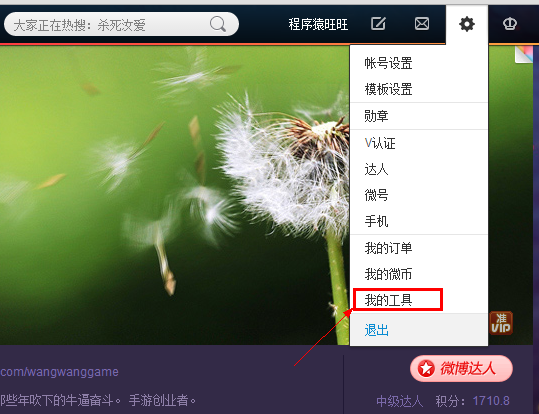 大家正在热搜：杀死汝爱
程序猿旺旺
帐号设置
模板设置
勋章
V认证
达人
微号
手机
我的订单
我的微币
我的工具
退出
准
VIP
com/wangwanggame
微博达人
那些年吹下的牛逼奋斗。 手游创业者。
中级达人 积分：1710.8